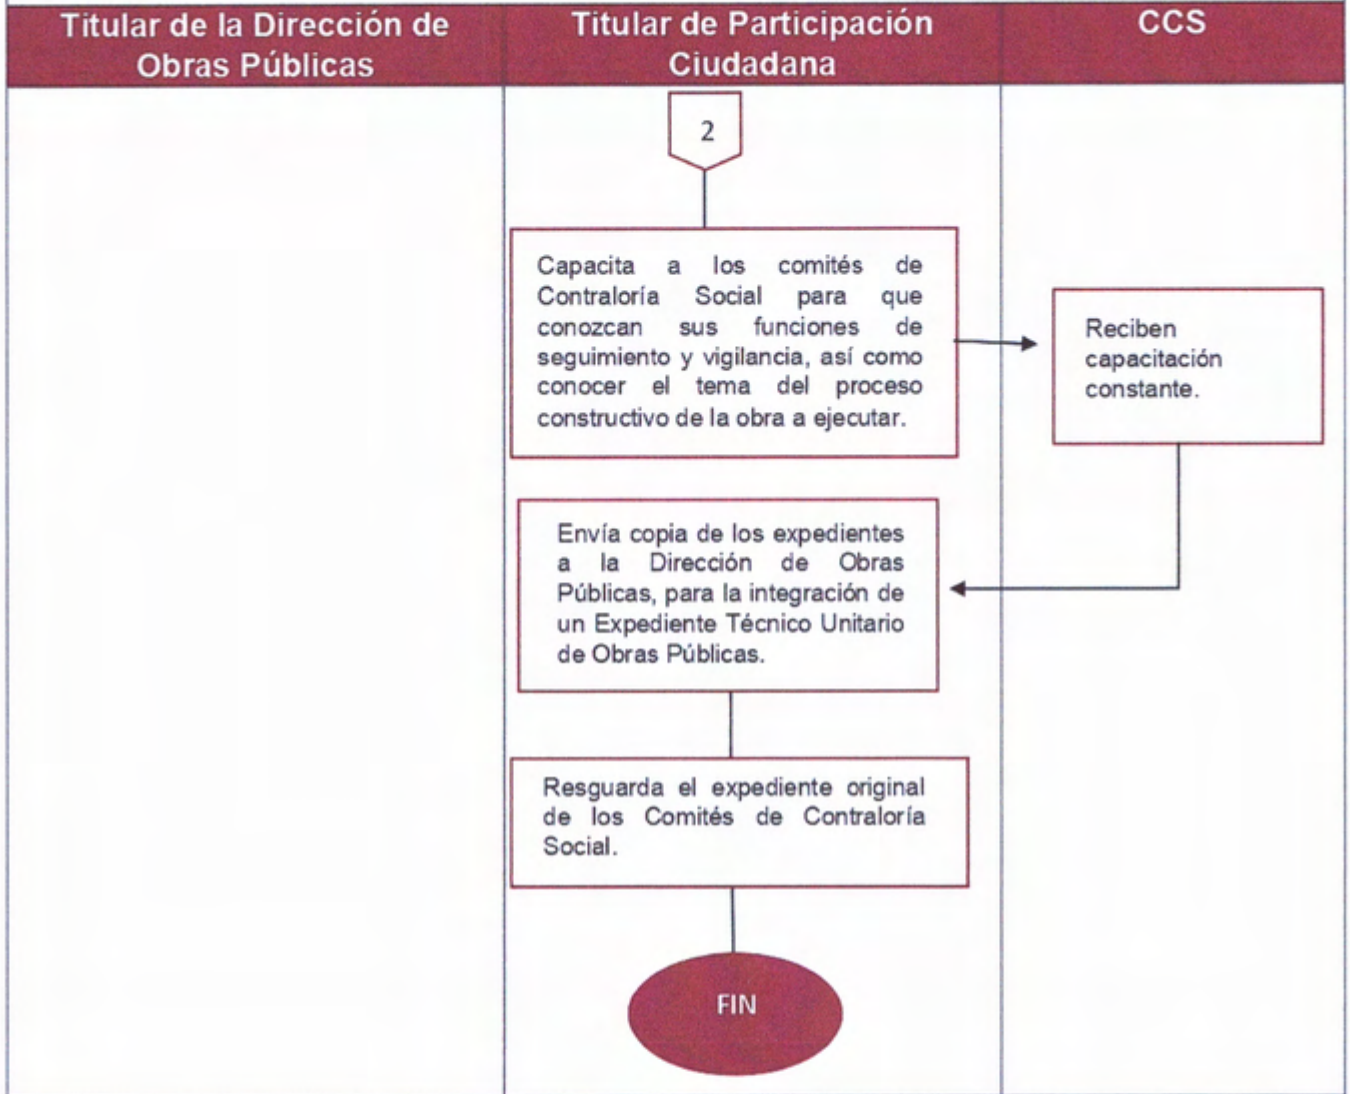 Titular de la Dirección de
Obras Públicas
Titular de Participación
Ciudadana
CCS
2
Capacita a los comités de
Contraloría Social para que
conozcan sus funciones de
seguimiento y vigilancia, así como
conocer el tema del proceso
constructivo de la obra a ejecutar.
Reciben
capacitación
constante.
Envía copia de los expedientes
a la Dirección de Obras
Públicas, para la integración de
un Expediente Técnico Unitario
de Obras Públicas.
Resguarda el expediente original
de los Comités de Contraloría
Social.
FIN